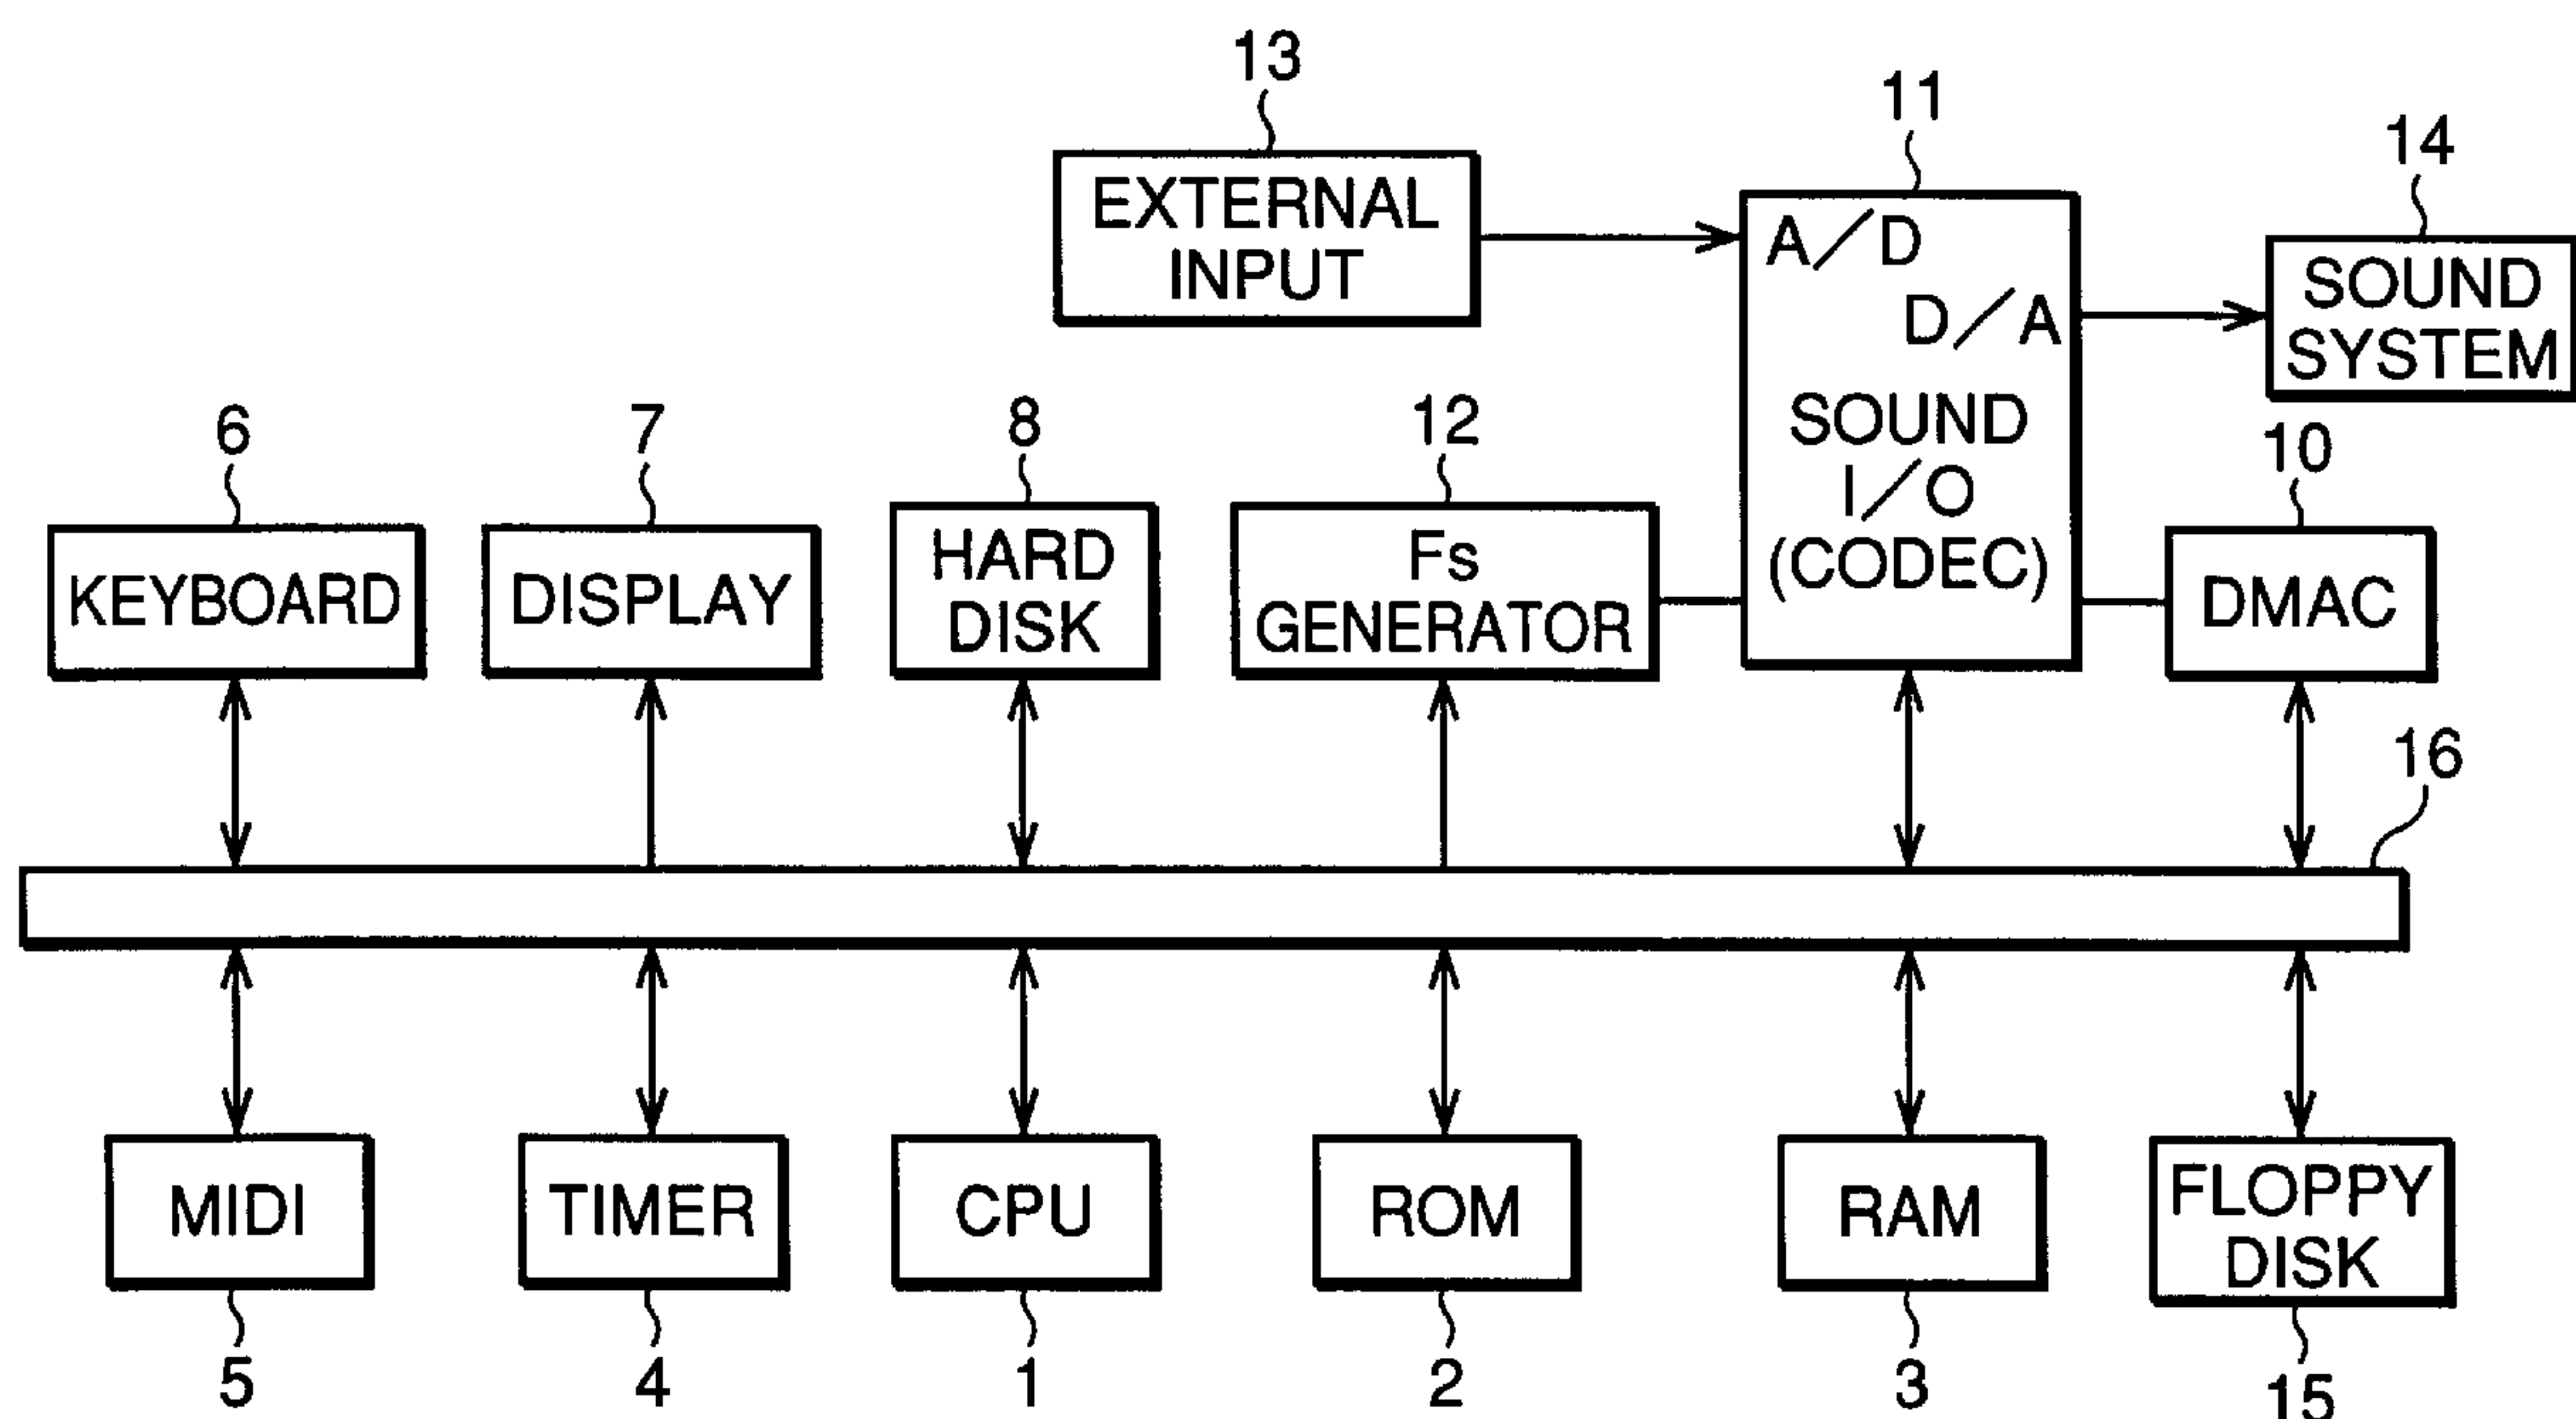 13
11
14
EXTERNAL
INPUT
A/D
D/A
SOUND
I/O
(CODEC)
SOUND
SYSTEM
6
7
8
12
10
KEYBOARD
DISPLAY
HARD
DISK
Fs
GENERATOR
DMAC
16
MIDI
TIMER
CPU
ROM
RAM
FLOPPY
DISK
5
4
1
2
3
15